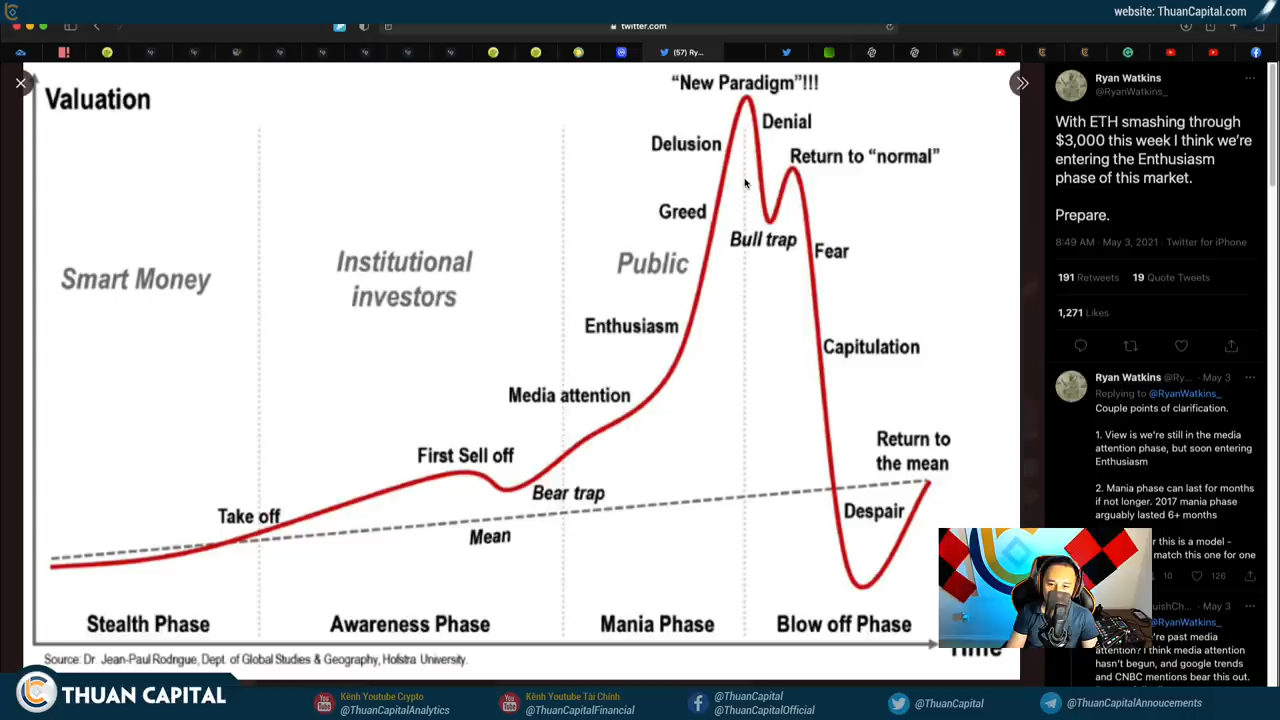 website: ThuanCapital.com
twitter.com
(57) Ry...
Valuation
"New Paradigm"!!!
Denial
Delusion
Return to "normal"
Greed
Bull trap
Fear
Smart Money
Institutional
investors
Public
Enthusiasm
Capitulation
Media attention
First Sell off
Return to
the mean
Bear trap
Take off
Mean
Despair
Stealth Phase
Awareness Phase
Mania Phase
Blow off Phase
Time
Source: Dr. Jean-Paul Rodrigue, Dept. of Global Studies & Geography, Hofstra University.
Ryan Watkins
@RyanWatkins_
With ETH smashing through
$3,000 this week I think we're
entering the Enthusiasm
phase of this market.
Prepare.
8:49 AM · May 3, 2021 · Twitter for iPhone
191 Retweets 19 Quote Tweets
1,271 Likes
Ryan Watkins @Ry... · May 3
Replying to @RyanWatkins_
Couple points of clarification.
1. View is we're still in the media
attention phase, but soon entering
Enthusiasm
2. Mania phase can last for months
if not longer. 2017 mania phase
arguably lasted 6+ months
this is a model -
match this one for one
10 126
· May 3
@RyanWatkins_
past media
attention? I think media attention
hasn't begun, and google trends
and CNBC mentions bear this out.
THUAN CAPITAL
Kênh Youtube Crypto
@ThuanCapitalAnalytics
Kênh Youtube Tài Chính
@ThuanCapitalFinancial
@ThuanCapital
@ThuanCapitalOfficial
@ThuanCapital
@ThuanCapitalAnnoucements